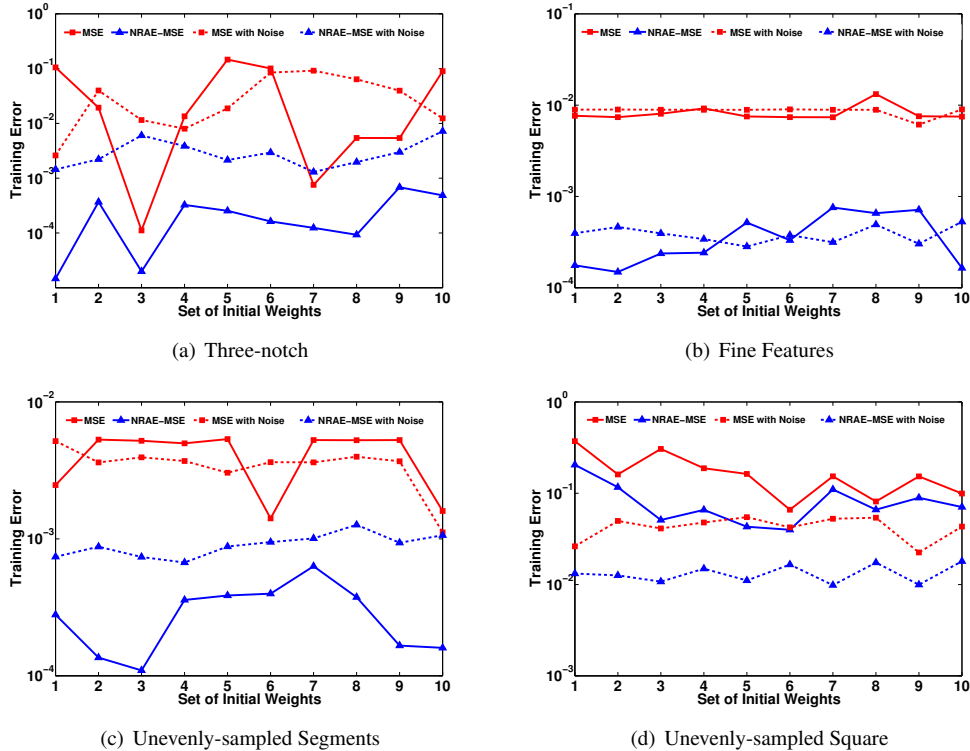 MSE NRAE−MSE MSE with Noise NRAE−MSE with Noise
Training Error
10^0
10^-1
10^-2
10^-3
10^-4
1 2 3 4 5 6 7 8 9 10
Set of Initial Weights
(a) Three-notch
MSE NRAE−MSE MSE with Noise NRAE−MSE with Noise
Training Error
10^-1
10^-2
10^-3
10^-4
1 2 3 4 5 6 7 8 9 10
Set of Initial Weights
(b) Fine Features
MSE NRAE−MSE MSE with Noise NRAE−MSE with Noise
Training Error
10^-2
10^-3
10^-4
1 2 3 4 5 6 7 8 9 10
Set of Initial Weights
(c) Unevenly-sampled Segments
MSE NRAE−MSE MSE with Noise NRAE−MSE with Noise
Training Error
10^0
10^-1
10^-2
10^-3
1 2 3 4 5 6 7 8 9 10
Set of Initial Weights
(d) Unevenly-sampled Square